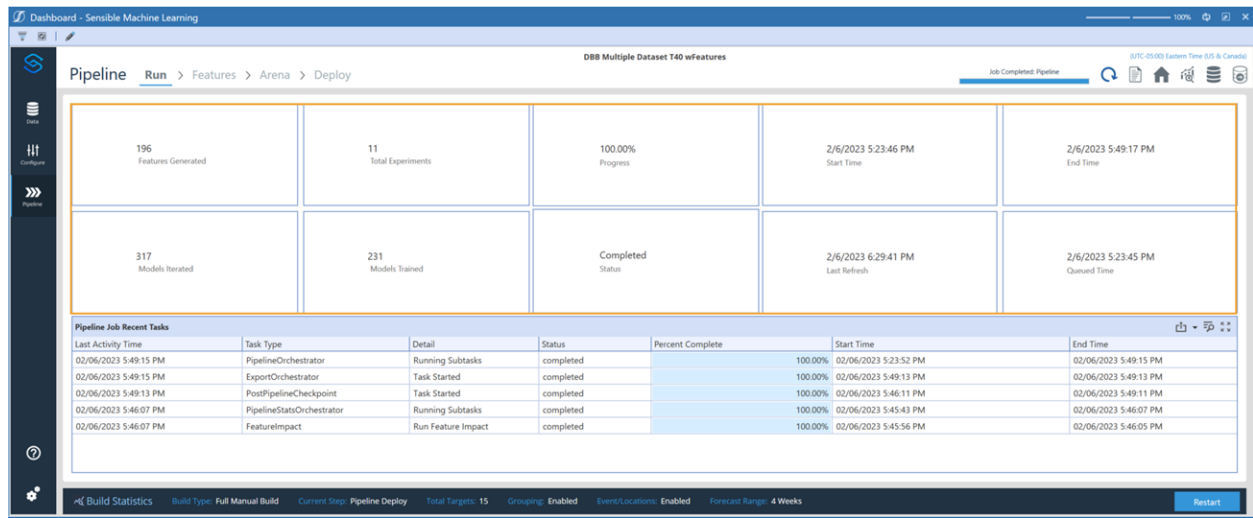 Dashboard - Sensible Machine Learning
100%
DBB Multiple Dataset T40 wFeatures
(UTC-05:00) Eastern Time (US & Canada)
Pipeline Run > Features > Arena > Deploy
Job Completed: Pipeline
Data
Configure
Pipeline
196
Features Generated
11
Total Experiments
100.00%
Progress
2/6/2023 5:23:46 PM
Start Time
2/6/2023 5:49:17 PM
End Time
317
Models Iterated
231
Models Trained
Completed
Status
2/6/2023 6:29:41 PM
Last Refresh
2/6/2023 5:23:45 PM
Queued Time
Pipeline Job Recent Tasks
Last Activity Time Task Type Detail Status Percent Complete Start Time End Time
02/06/2023 5:49:15 PM PipelineOrchestrator Running Subtasks completed 100.00% 02/06/2023 5:23:52 PM 02/06/2023 5:49:15 PM
02/06/2023 5:49:15 PM ExportOrchestrator Task Started completed 100.00% 02/06/2023 5:49:13 PM 02/06/2023 5:49:13 PM
02/06/2023 5:49:13 PM PostPipelineCheckpoint Task Started completed 100.00% 02/06/2023 5:46:11 PM 02/06/2023 5:49:11 PM
02/06/2023 5:46:07 PM PipelineStatsOrchestrator Running Subtasks completed 100.00% 02/06/2023 5:45:43 PM 02/06/2023 5:46:07 PM
02/06/2023 5:46:07 PM FeatureImpact Run Feature Impact completed 100.00% 02/06/2023 5:45:56 PM 02/06/2023 5:46:05 PM
Build Statistics Build Type: Full Manual Build Current Step: Pipeline Deploy Total Targets: 15 Grouping: Enabled Event/Locations: Enabled Forecast Range: 4 Weeks Restart